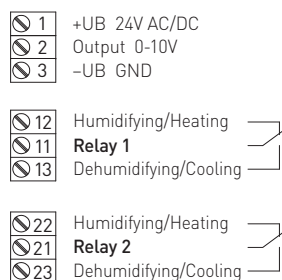 1 +UB 24V AC/DC
2 Output 0-10V
3 –UB GND
12 Humidifying/Heating
11 Relay 1
13 Dehumidifying/Cooling
22 Humidifying/Heating
21 Relay 2
23 Dehumidifying/Cooling